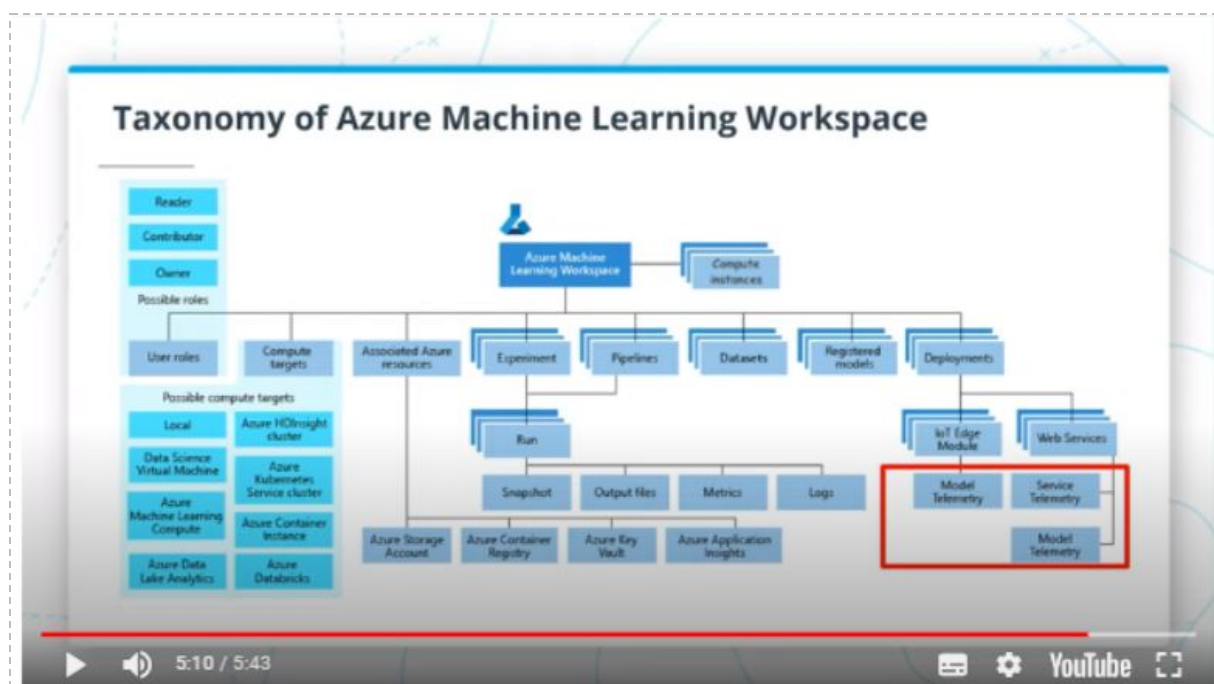 Taxonomy of Azure Machine Learning Workspace
Reader
Contributor
Owner
Possible roles
Azure Machine
Learning Workspace
Compute
instances
User roles
Compute
targets
Associated Azure
resources
Experiment
Pipelines
Datasets
Registered
models
Deployments
Possible compute targets
Local
Azure HDInsight
cluster
Data Science
Virtual Machine
Azure
Kubernetes
Service cluster
Azure
Machine Learning
Compute
Azure Container
Instance
Azure Data
Lake Analytics
Azure
Databricks
Run
IoT Edge
Module
Web Services
Snapshot
Output files
Metrics
Logs
Model
Telemetry
Service
Telemetry
Azure Storage
Account
Azure Container
Registry
Azure Key
Vault
Azure Application
Insights
Model
Telemetry
5:10 / 5:43
YouTube